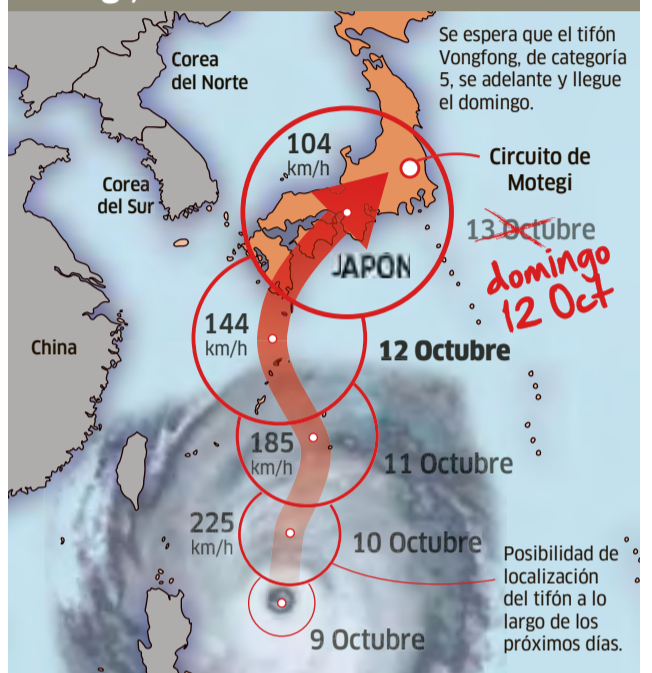 Se espera que el tifón
Vongfong, de categoría
5, se adelante y llegue
el domingo.
Corea
del Norte
104
km/h
Circuito de
Motegi
Corea
del Sur
13 Octubre
domingo
12 Oct
JAPÓN
144
km/h
China
12 Octubre
185
km/h
11 Octubre
225
km/h
10 Octubre
Posibilidad de
localización
del tifón a lo
largo de los
próximos días.
9 Octubre